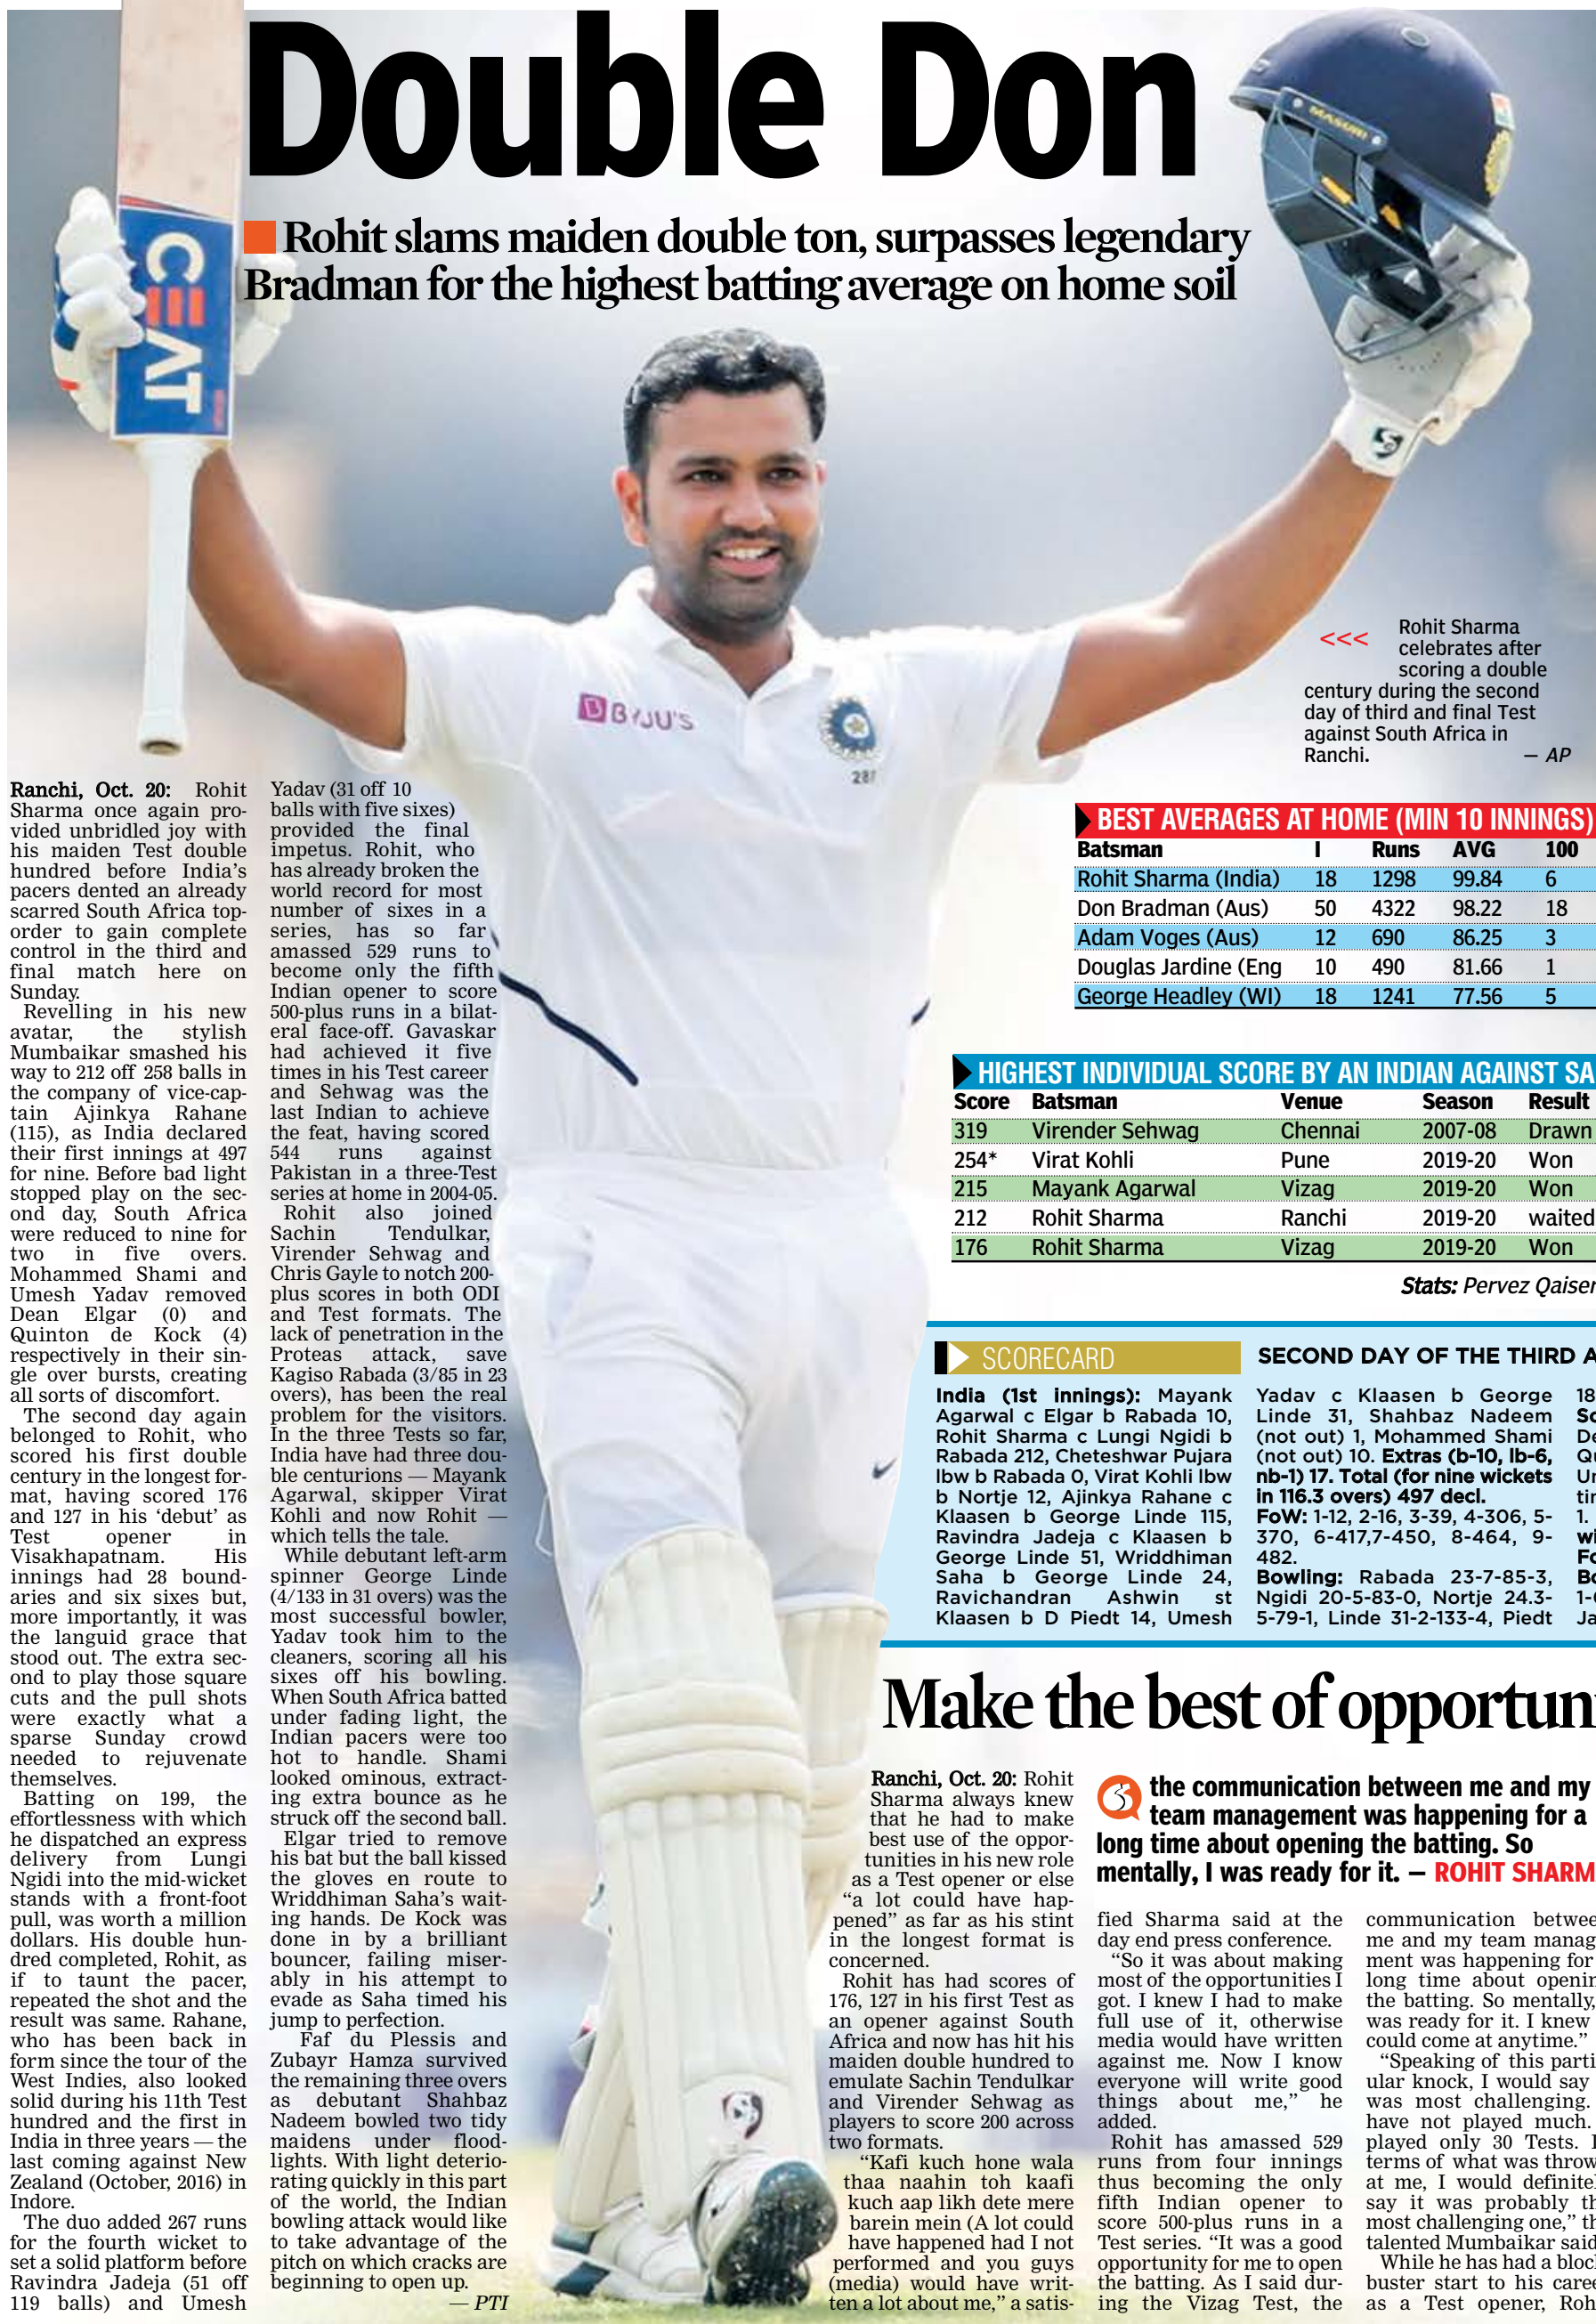 Double Don
Rohit slams maiden double ton, surpasses legendary
Bradman for the highest batting average on home soil
CEAT
MASURI
BYJU'S
<<< Rohit Sharma
celebrates after
scoring a double
century during the second
day of third and final Test
against South Africa in
Ranchi. — AP
Ranchi, Oct. 20: Rohit
Sharma once again pro-
vided unbridled joy with
his maiden Test double
hundred before India's
pacers dented an already
scarred South Africa top-
order to gain complete
control in the third and
final match here on
Sunday.
Revelling in his new
avatar, the stylish
Mumbaikar smashed his
way to 212 off 258 balls in
the company of vice-cap-
tain Ajinkya Rahane
(115), as India declared
their first innings at 497
for nine. Before bad light
stopped play on the sec-
ond day, South Africa
were reduced to nine for
two in five overs.
Mohammed Shami and
Umesh Yadav removed
Dean Elgar (0) and
Quinton de Kock (4)
respectively in their sin-
gle over bursts, creating
all sorts of discomfort.
The second day again
belonged to Rohit, who
scored his first double
century in the longest for-
mat, having scored 176
and 127 in his 'debut' as
Test opener in
Visakhapatnam. His
innings had 28 bound-
aries and six sixes but,
more importantly, it was
the languid grace that
stood out. The extra sec-
ond to play those square
cuts and the pull shots
were exactly what a
sparse Sunday crowd
needed to rejuvenate
themselves.
Batting on 199, the
effortlessness with which
he dispatched an express
delivery from Lungi
Ngidi into the mid-wicket
stands with a front-foot
pull, was worth a million
dollars. His double hun-
dred completed, Rohit, as
if to taunt the pacer,
repeated the shot and the
result was same. Rahane,
who has been back in
form since the tour of the
West Indies, also looked
solid during his 11th Test
hundred and the first in
India in three years — the
last coming against New
Zealand (October, 2016) in
Indore.
The duo added 267 runs
for the fourth wicket to
set a solid platform before
Ravindra Jadeja (51 off
119 balls) and Umesh
Yadav (31 off 10
balls with five sixes)
provided the final
impetus. Rohit, who
has already broken the
world record for most
number of sixes in a
series, has so far
amassed 529 runs to
become only the fifth
Indian opener to score
500-plus runs in a bilat-
eral face-off. Gavaskar
had achieved it five
times in his Test career
and Sehwag was the
last Indian to achieve
the feat, having scored
544 runs against
Pakistan in a three-Test
series at home in 2004-05.
Rohit also joined
Sachin Tendulkar,
Virender Sehwag and
Chris Gayle to notch 200-
plus scores in both ODI
and Test formats. The
lack of penetration in the
Proteas attack, save
Kagiso Rabada (3/85 in 23
overs), has been the real
problem for the visitors.
In the three Tests so far,
India have had three dou-
ble centurions — Mayank
Agarwal, skipper Virat
Kohli and now Rohit —
which tells the tale.
While debutant left-arm
spinner George Linde
(4/133 in 31 overs) was the
most successful bowler,
Yadav took him to the
cleaners, scoring all his
sixes off his bowling.
When South Africa batted
under fading light, the
Indian pacers were too
hot to handle. Shami
looked ominous, extract-
ing extra bounce as he
struck off the second ball.
Elgar tried to remove
his bat but the ball kissed
the gloves en route to
Wriddhiman Saha's wait-
ing hands. De Kock was
done in by a brilliant
bouncer, failing miser-
ably in his attempt to
evade as Saha timed his
jump to perfection.
Faf du Plessis and
Zubayr Hamza survived
the remaining three overs
as debutant Shahbaz
Nadeem bowled two tidy
maidens under flood-
lights. With light deterio-
rating quickly in this part
of the world, the Indian
bowling attack would like
to take advantage of the
pitch on which cracks are
beginning to open up.
— PTI
BEST AVERAGES AT HOME (MIN 10 INNINGS)
Batsman I Runs AVG 100
Rohit Sharma (India) 18 1298 99.84 6
Don Bradman (Aus) 50 4322 98.22 18
Adam Voges (Aus) 12 690 86.25 3
Douglas Jardine (Eng 10 490 81.66 1
George Headley (WI) 18 1241 77.56 5
HIGHEST INDIVIDUAL SCORE BY AN INDIAN AGAINST SA
Score Batsman Venue Season Result
319 Virender Sehwag Chennai 2007-08 Drawn
254* Virat Kohli Pune 2019-20 Won
215 Mayank Agarwal Vizag 2019-20 Won
212 Rohit Sharma Ranchi 2019-20 waited
176 Rohit Sharma Vizag 2019-20 Won
Stats: Pervez Qaiser
SCORECARD
SECOND DAY OF THE THIRD
India (1st innings): Mayank
Agarwal c Elgar b Rabada 10,
Rohit Sharma c Lungi Ngidi b
Rabada 212, Cheteshwar Pujara
lbw b Rabada 0, Virat Kohli lbw
b Nortje 12, Ajinkya Rahane c
Klaasen b George Linde 115,
Ravindra Jadeja c Klaasen b
George Linde 51, Wriddhiman
Saha b George Linde 24,
Ravichandran Ashwin st
Klaasen b D Piedt 14, Umesh
Yadav c Klaasen b George
Linde 31, Shahbaz Nadeem
(not out) 1, Mohammed Shami
(not out) 10. Extras (b-10, lb-6,
nb-1) 17. Total (for nine wickets
in 116.3 overs) 497 decl.
FoW: 1-12, 2-16, 3-39, 4-306, 5-
370, 6-417,7-450, 8-464, 9-
482.
Bowling: Rabada 23-7-85-3,
Ngidi 20-5-83-0, Nortje 24.3-
5-79-1, Linde 31-2-133-4, Piedt
Make the best of opportun
Ranchi, Oct. 20: Rohit
Sharma always knew
that he had to make
best use of the oppor-
tunities in his new role
as a Test opener or else
"a lot could have hap-
pened" as far as his stint
in the longest format is
concerned.
Rohit has had scores of
176, 127 in his first Test as
an opener against South
Africa and now has hit his
maiden double hundred to
emulate Sachin Tendulkar
and Virender Sehwag as
players to score 200 across
two formats.
"Kafi kuch hone wala
thaa naahin toh kaafi
kuch aap likh dete mere
barein mein (A lot could
have happened had I not
performed and you guys
(media) would have writ-
ten a lot about me," a satis-
the communication between me and my
team management was happening for a
long time about opening the batting. So
mentally, I was ready for it. — ROHIT SHARM
fied Sharma said at the
day end press conference.
"So it was about making
most of the opportunities I
got. I knew I had to make
full use of it, otherwise
media would have written
against me. Now I know
everyone will write good
things about me," he
added.
Rohit has amassed 529
runs from four innings
thus becoming the only
fifth Indian opener to
score 500-plus runs in a
Test series. "It was a good
opportunity for me to open
the batting. As I said dur-
ing the Vizag Test, the
communication betwee
me and my team manag
ment was happening for
long time about openin
the batting. So mentally,
was ready for it. I knew
could come at anytime."
"Speaking of this parti
ular knock, I would say
was most challenging.
have not played much.
played only 30 Tests. I
terms of what was throw
at me, I would definitel
say it was probably th
most challenging one," th
talented Mumbaikar said
While he has had a bloc
buster start to his caree
as a Test opener, Roh